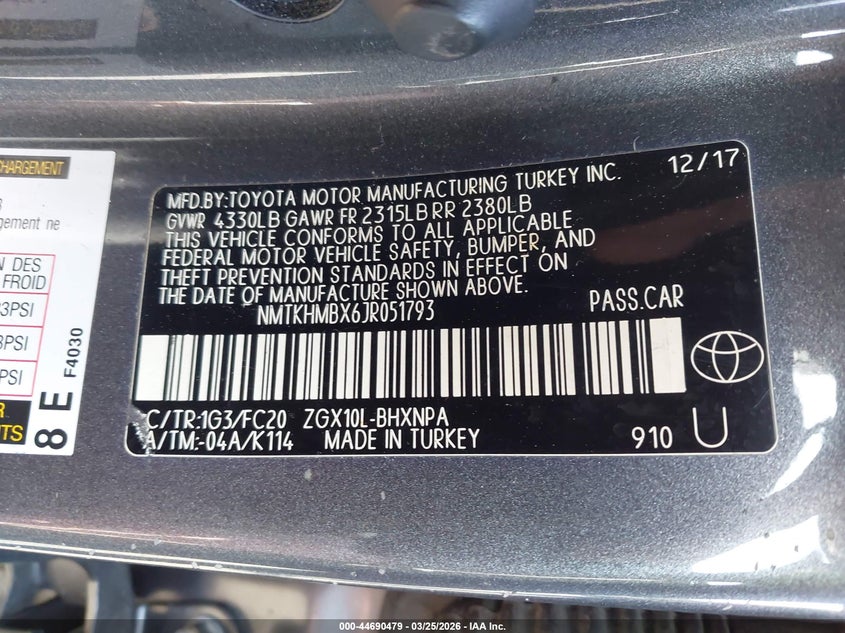 CHARGEMENT
gement ne
N DES
FROID
3PSI
3PSI
PSI
8 E F4030
12/17
MFD.BY:TOYOTA MOTOR MANUFACTURING TURKEY INC.
GVWR 4330LB GAWR FR 2315LB RR 2380LB
THIS VEHICLE CONFORMS TO ALL APPLICABLE
FEDERAL MOTOR VEHICLE SAFETY, BUMPER, AND
THEFT PREVENTION STANDARDS IN EFFECT ON
THE DATE OF MANUFACTURE SHOWN ABOVE.
NMTKHMBX6JR051793 PASS.CAR
C/TR:1G3/FC20 ZGX10L-BHXNPA
A/TM:-04A/K114 MADE IN TURKEY 910 U
000-44690479 - 03/25/2026 - IAA Inc.